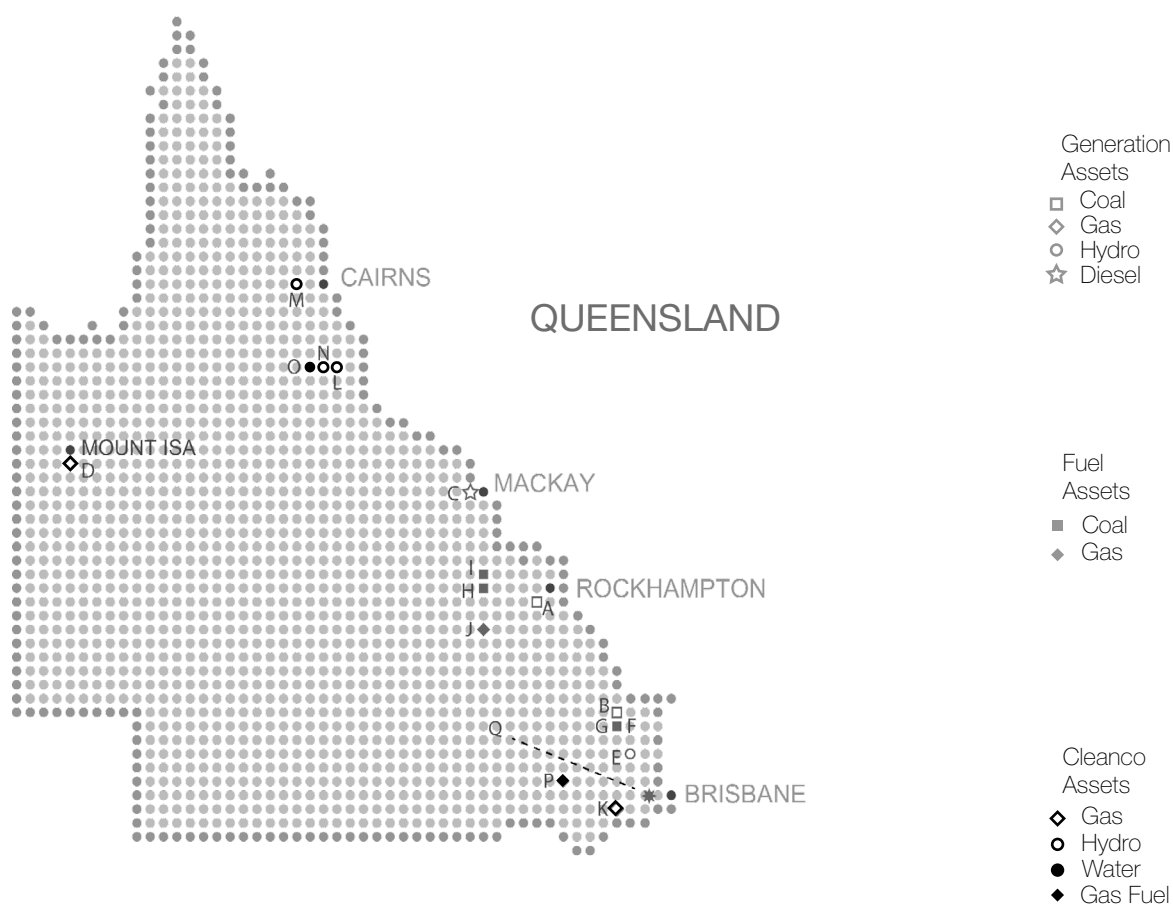 Generation
Assets
Coal
Gas
Hydro
Diesel
CAIRNS
M
QUEENSLAND
N
O
L
MOUNT ISA
D
C
MACKAY
Fuel
Assets
Coal
Gas
I
H
ROCKHAMPTON
A
J
B
G F
Q
E
P
BRISBANE
K
Cleanco
Assets
Gas
Hydro
Water
Gas Fuel